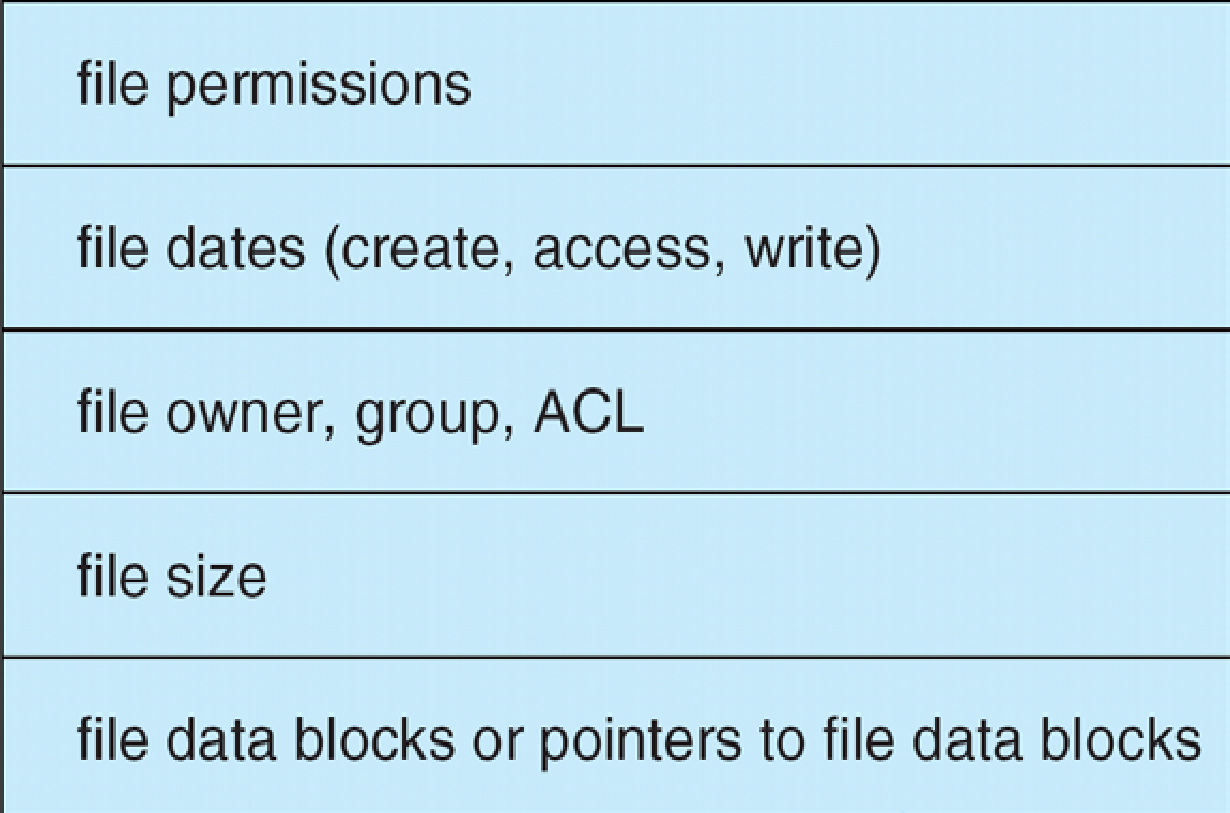 file permissions
file dates (create, access, write)
file owner, group, ACL
file size
file data blocks or pointers to file data blocks